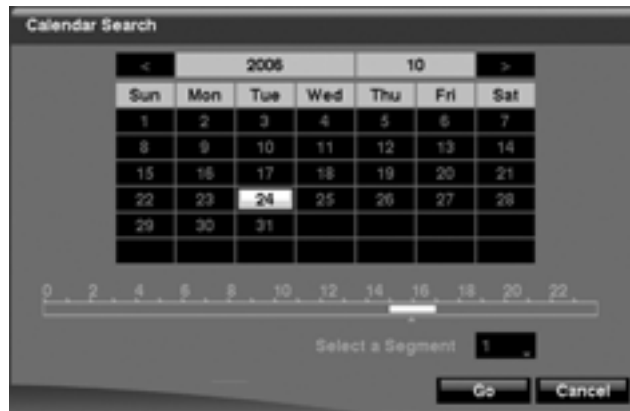 Calendar Search
< 2006 10 >
Sun Mon Tue Wed Thu Fri Sat
1 2 3 4 5 6 7
8 9 10 11 12 13 14
15 16 17 18 19 20 21
22 23 24 25 26 27 28
29 30 31
0 2 4 6 8 10 12 14 16 18 20 22
Select a Segment 1
Go Cancel